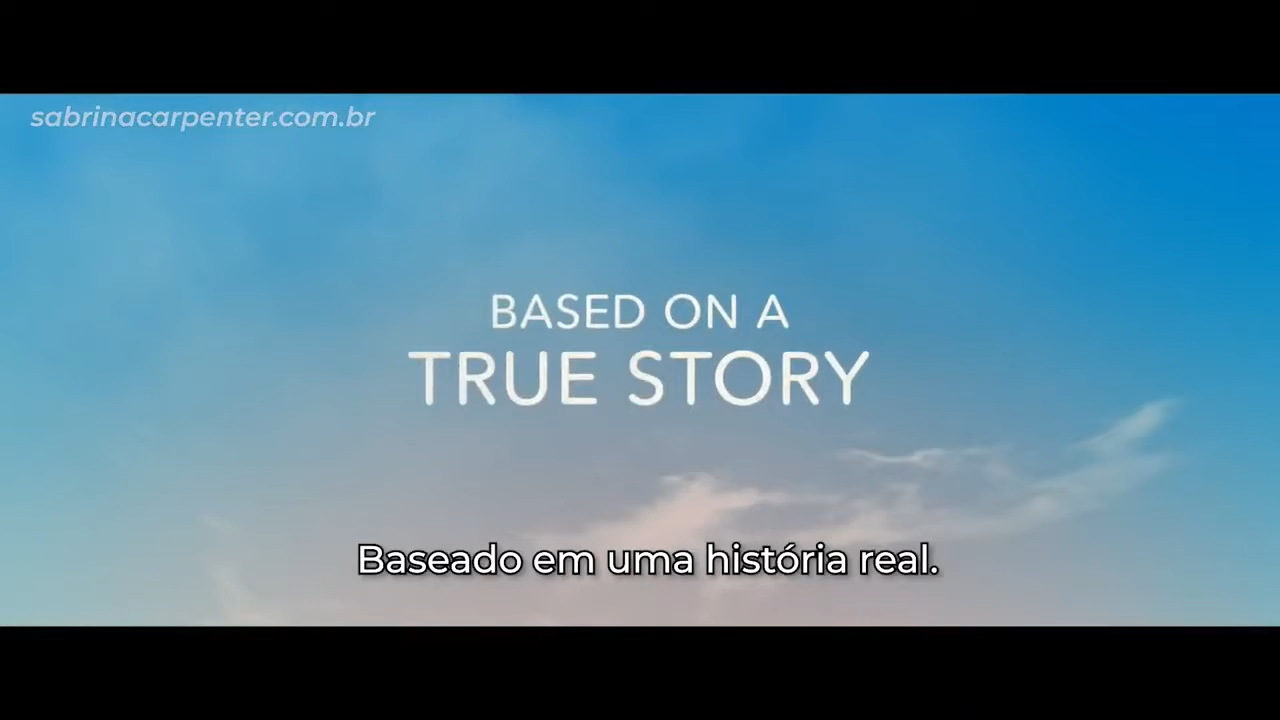 sabrinacarpenter.com.br
BASED ON A
TRUE STORY
Baseado em uma história real.